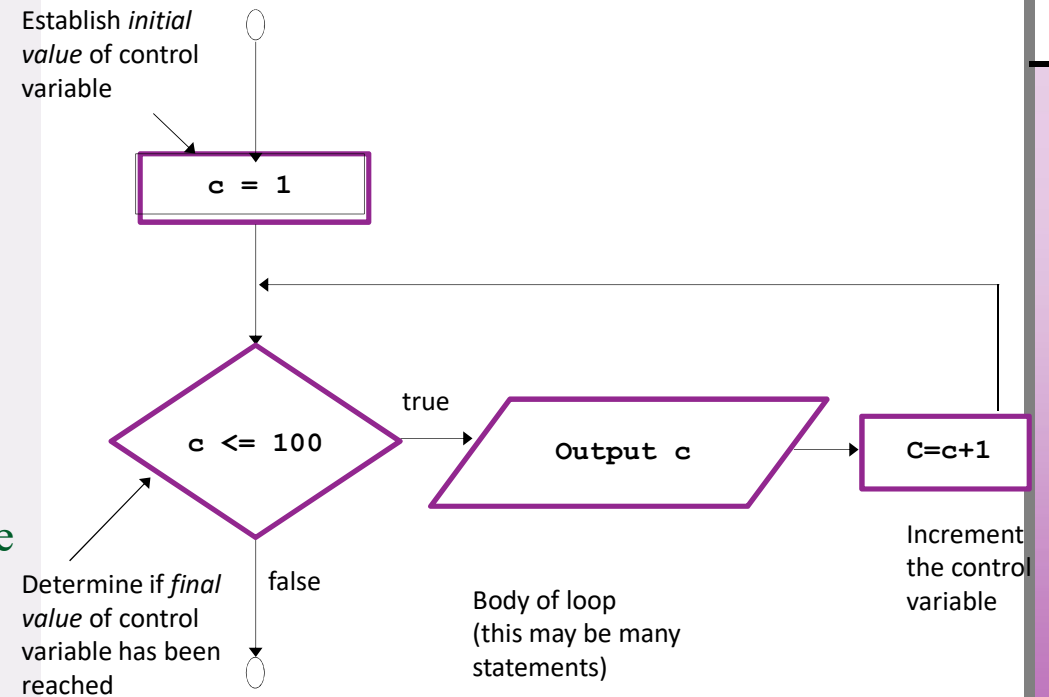 Establish initial
value of control
variable
c = 1
c <= 100
true
Output c
C=c+1
e
Determine if final
value of control
variable has been
reached
false
Body of loop
(this may be many
statements)
Increment
the control
variable